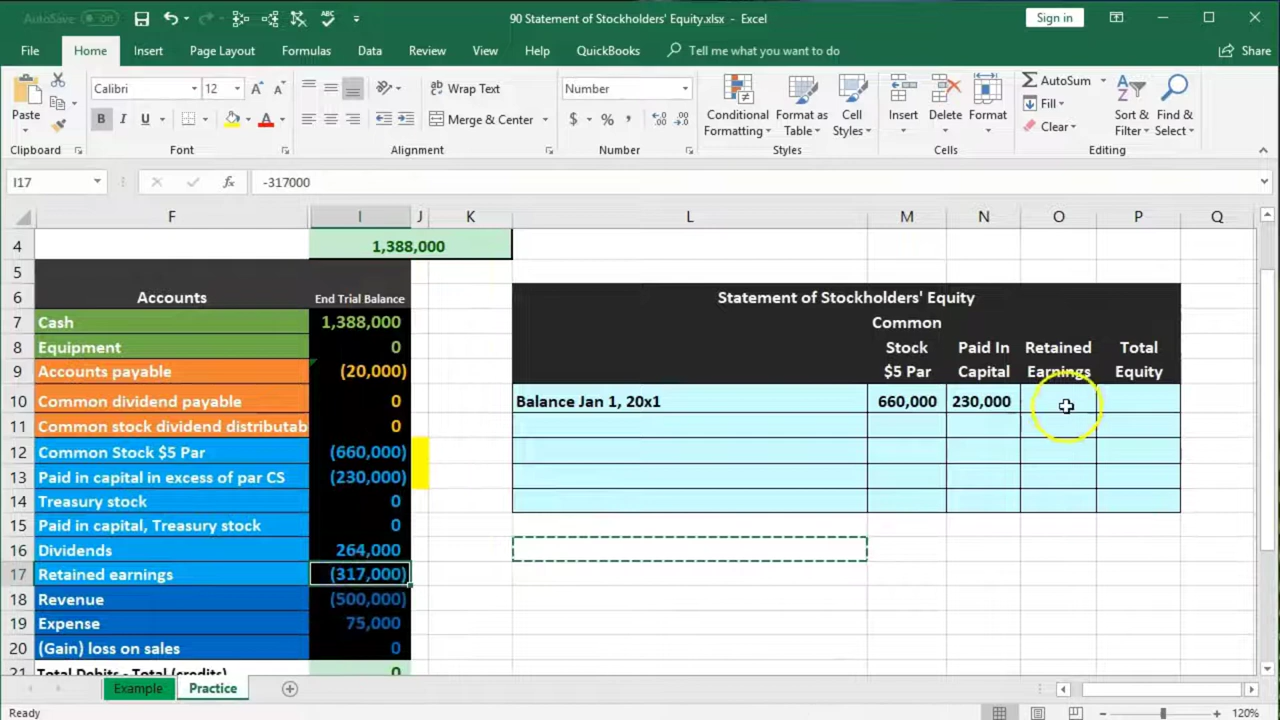 AutoSave Off 90 Statement of Stockholders' Equity.xlsx - Excel Sign in
File Home Insert Page Layout Formulas Data Review View Help QuickBooks Tell me what you want to do Share
Paste Calibri 12 Wrap Text Merge & Center Number Conditional Formatting Format as Table Cell Styles Insert Delete Format AutoSum Fill Clear Sort & Filter Find & Select
Clipboard Font Alignment Number Styles Cells Editing
I17 fx -317000
F I J K L M N O P Q
4 1,388,000
5
6 Accounts End Trial Balance Statement of Stockholders' Equity
7 Cash 1,388,000 Common
8 Equipment 0 Stock Paid In Retained Total
9 Accounts payable (20,000) $5 Par Capital Earnings Equity
10 Common dividend payable 0 Balance Jan 1, 20x1 660,000 230,000
11 Common stock dividend distributab 0
12 Common Stock $5 Par (660,000)
13 Paid in capital in excess of par CS (230,000)
14 Treasury stock 0
15 Paid in capital, Treasury stock 0
16 Dividends 264,000
17 Retained earnings (317,000)
18 Revenue (500,000)
19 Expense 75,000
20 (Gain) loss on sales 0
21 Total Debits - Total (credits) 0
Example Practice
Ready 120%